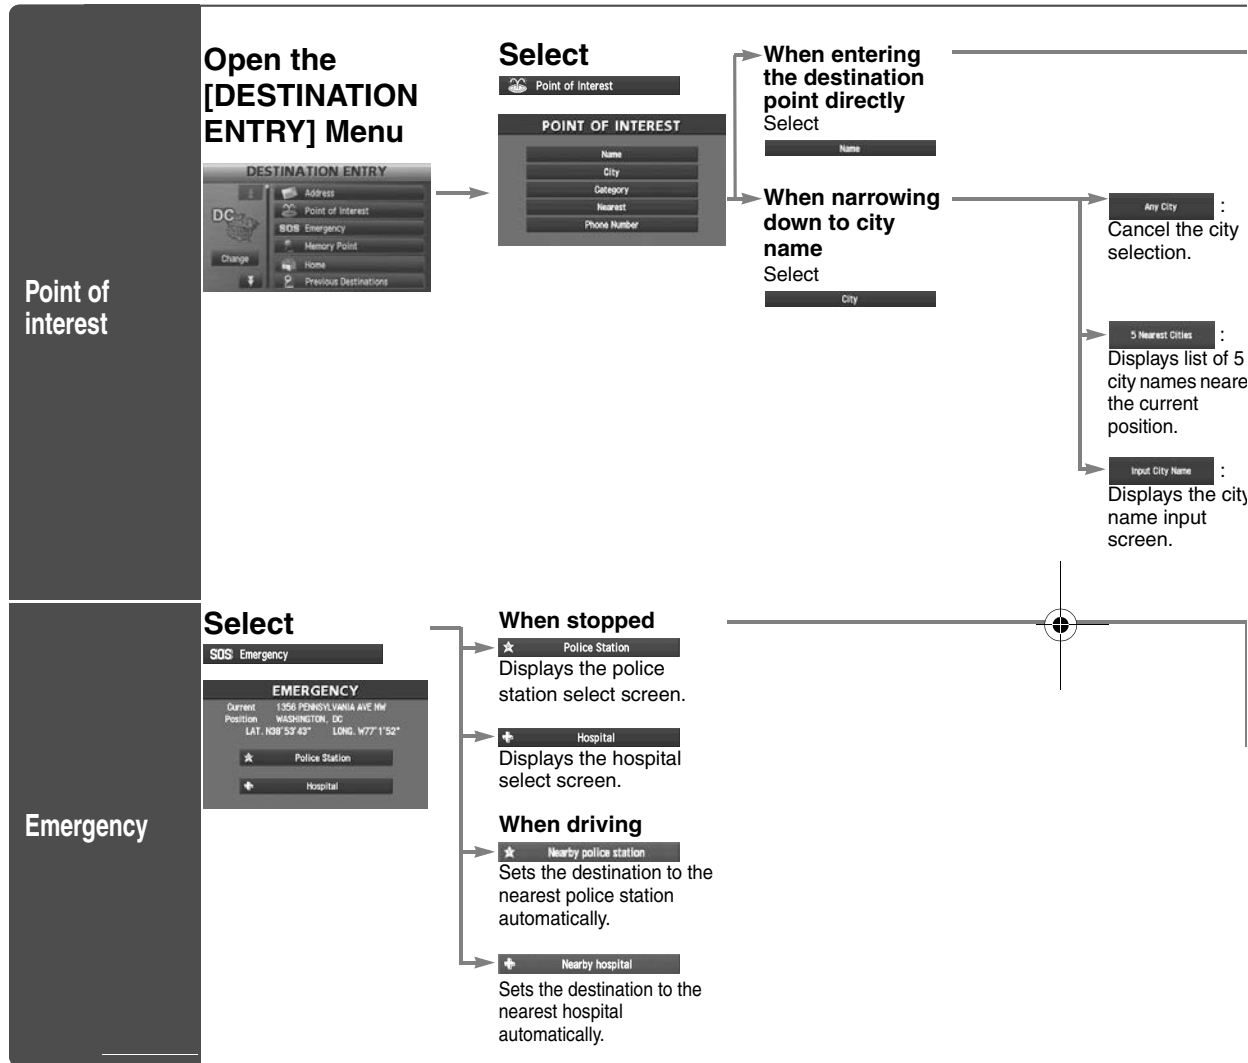 Point of
interest
Open the
[DESTINATION
ENTRY] Menu
DESTINATION ENTRY
DC
Change
Address
Point of Interest
SOS Emergency
Memory Point
Home
Previous Destinations
Select
Point of Interest
POINT OF INTEREST
Name
City
Category
Nearest
Phone Number
When entering
the destination
point directly
Select
Name
When narrowing
down to city
name
Select
City
Any City :
Cancel the city
selection.
5 Nearest Cities :
Displays list of 5
city names neare
the current
position.
Input City Name :
Displays the city
name input
screen.
Emergency
Select
SOS Emergency
EMERGENCY
Current 1356 PENNSYLVANIA AVE NW
Position WASHINGTON, DC
LAT. N38°53'43" LONG. W77°1'52"
Police Station
Hospital
When stopped
Police Station
Displays the police
station select screen.
Hospital
Displays the hospital
select screen.
When driving
Nearby police station
Sets the destination to the
nearest police station
automatically.
Nearby hospital
Sets the destination to the
nearest hospital
automatically.